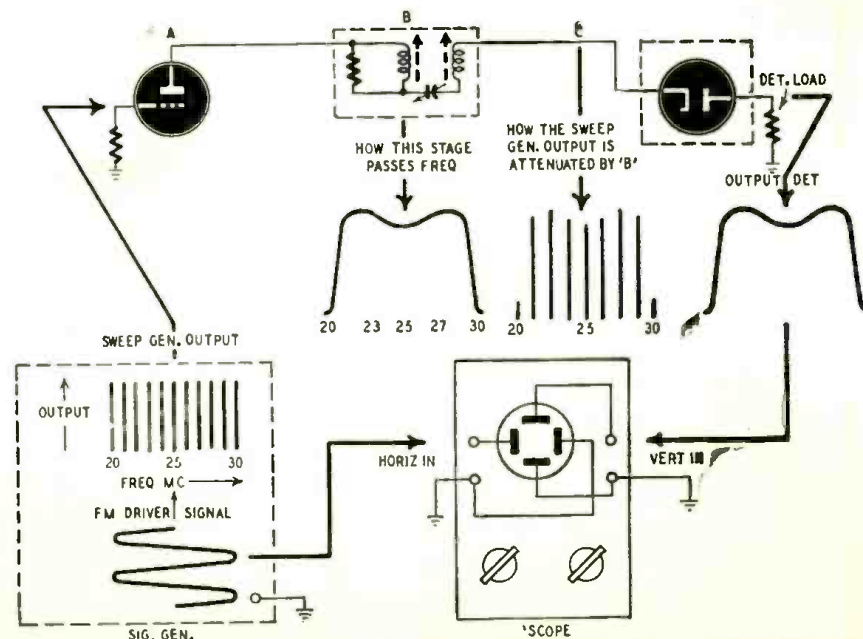 A
B
C
HOW THIS STAGE
PASSES FREQ
HOW THE SWEEP
GEN. OUTPUT IS
ATTENUATED BY 'B'
DET. LOAD
OUTPUT DET
20 23 25 27 30
20 25 30
SWEEP GEN. OUTPUT
OUTPUT
20 25 30
FREQ MC
FM DRIVER SIGNAL
HORIZ IN
VERT IN
SIG. GEN.
'SCOPE